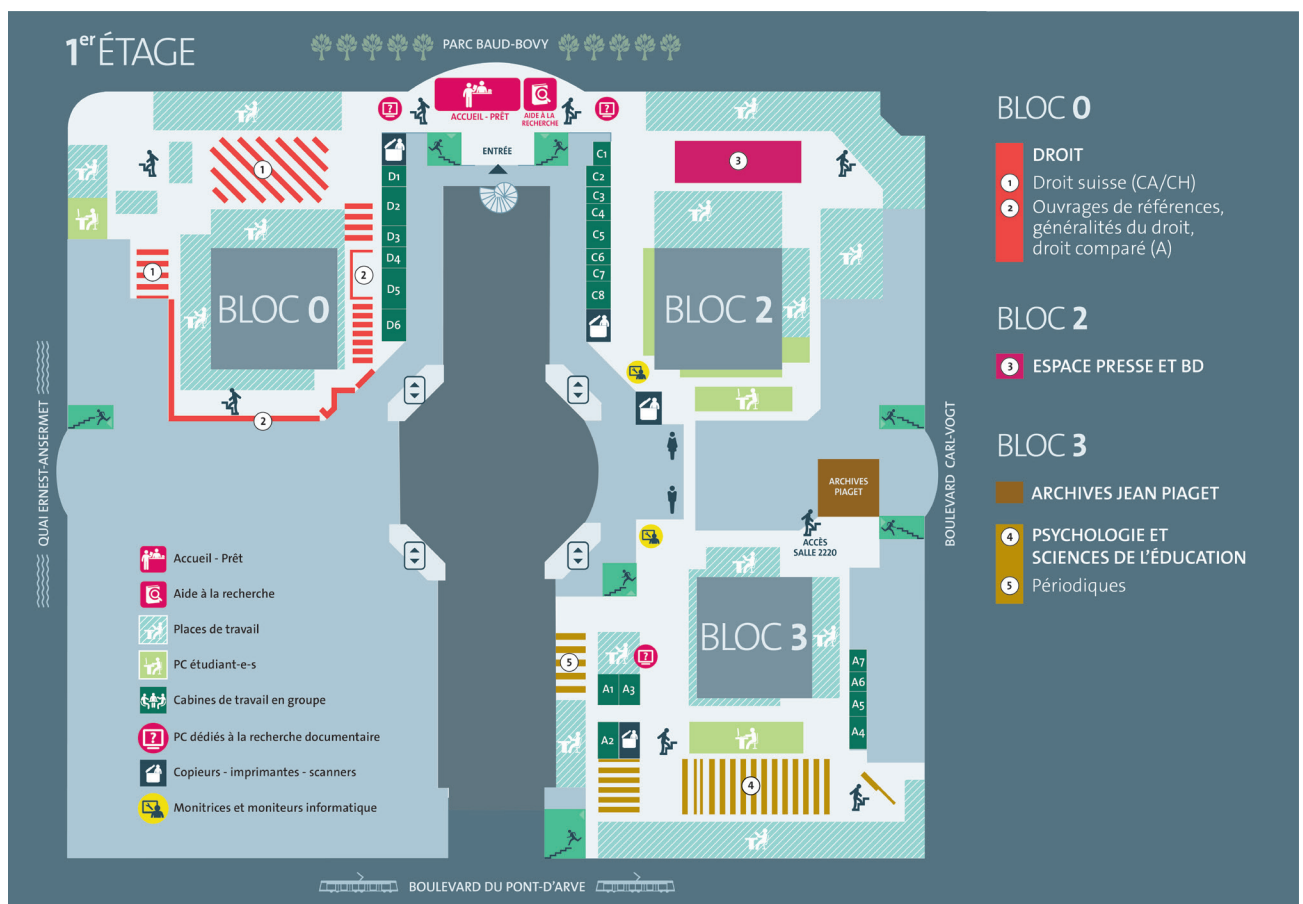 1er ÉTAGE
PARC BAUD-BOVY
ACCUEIL - PRÊT
AIDE À LA
RECHERCHE
ENTRÉE
1
D1
D2
D3
D4
D5
D6
C1
C2
C3
C4
C5
C6
C7
C8
3
1
2
BLOC 0
BLOC 2
2
QUAI ERNEST-ANSERMET
BOULEVARD CARL-VOGT
ARCHIVES
PIAGET
ACCÈS
SALLE 2220
BLOC 3
5
A1
A3
A2
A7
A6
A5
A4
4
Accueil - Prêt
Aide à la recherche
Places de travail
PC étudiant-e-s
Cabines de travail en groupe
PC dédiés à la recherche documentaire
Copieurs - imprimantes - scanners
Monitrices et moniteurs informatique
BOULEVARD DU PONT-D'ARVE
BLOC 0
DROIT
1 Droit suisse (CA/CH)
2 Ouvrages de références,
généralités du droit,
droit comparé (A)
BLOC 2
3 ESPACE PRESSE ET BD
BLOC 3
ARCHIVES JEAN PIAGET
4 PSYCHOLOGIE ET
SCIENCES DE L'ÉDUCATION
5 Périodiques